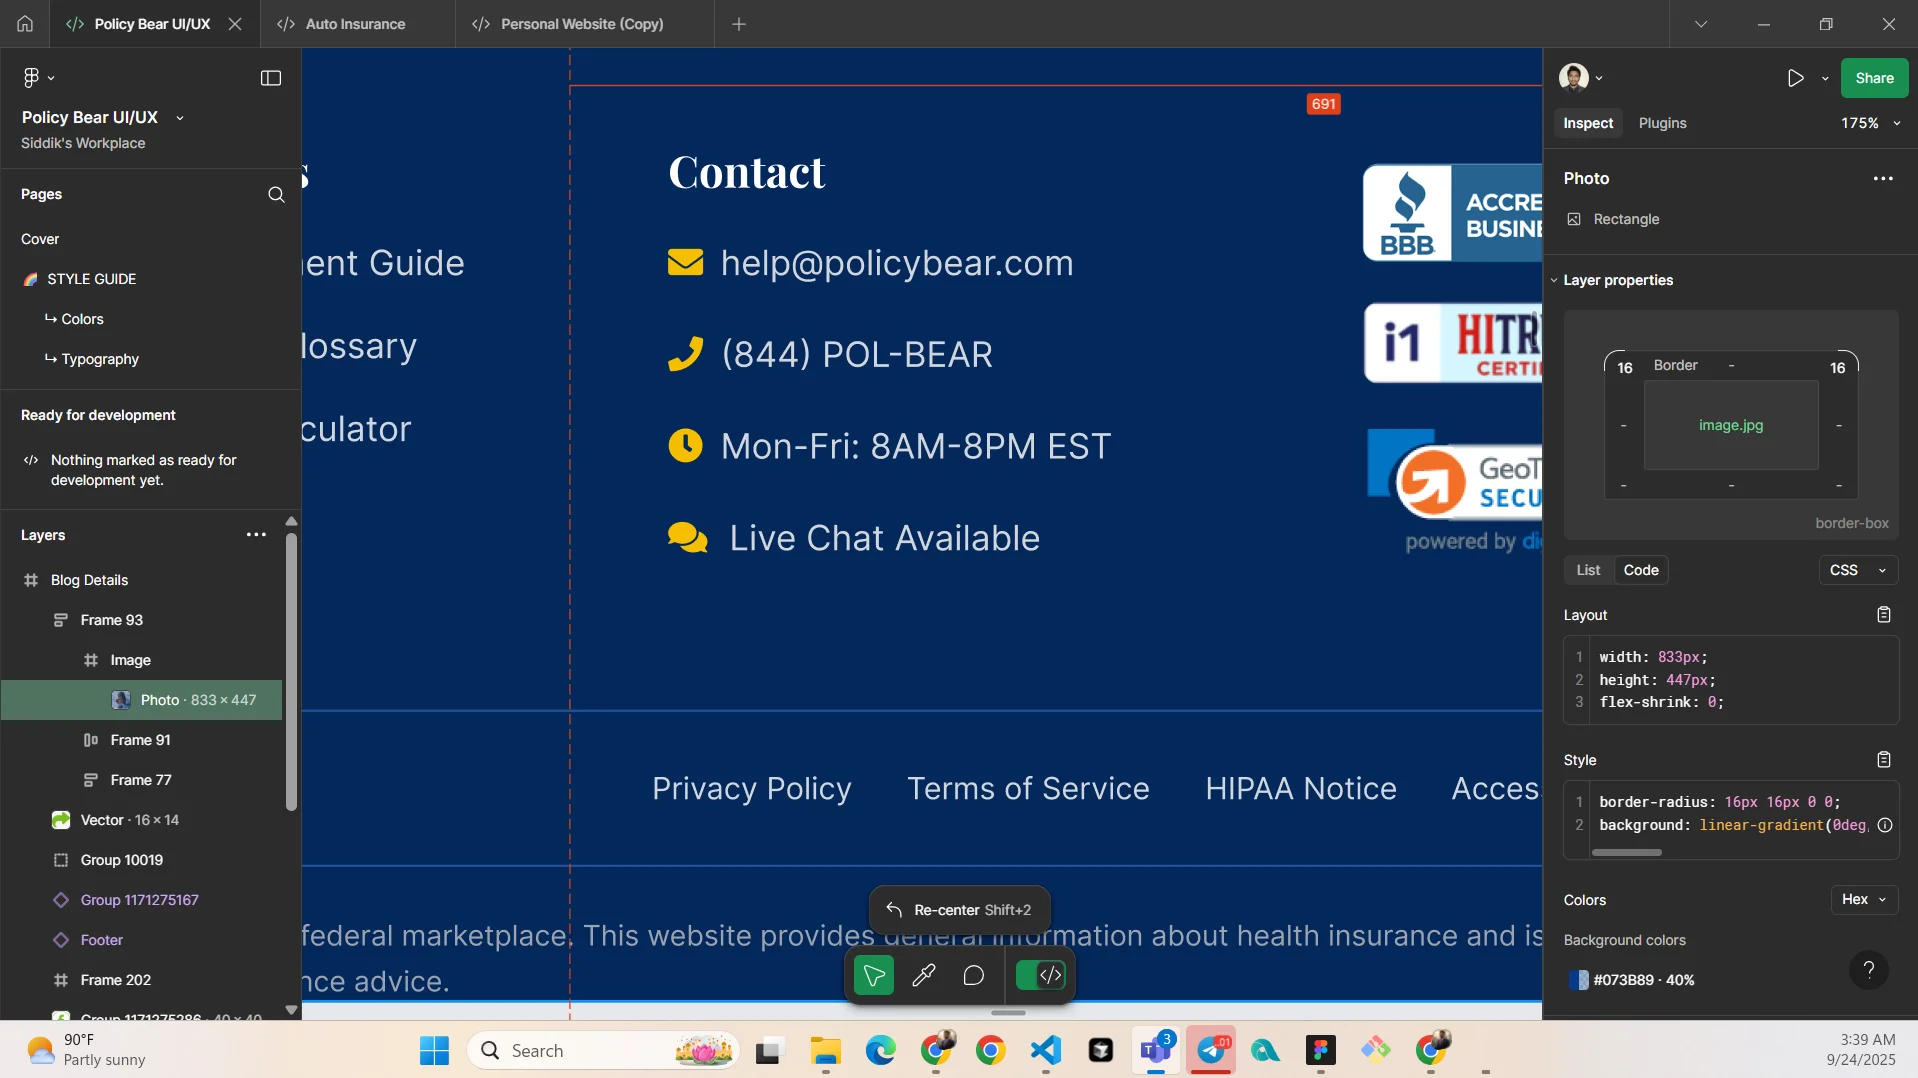 Policy Bear UI/UX
Auto Insurance
Personal Website (Copy)
Policy Bear UI/UX
Siddik's Workplace
Pages
Cover
🌈 STYLE GUIDE
↳ Colors
↳ Typography
Ready for development
Nothing marked as ready for
development yet.
Layers
Blog Details
Frame 93
Image
Photo · 833 × 447
Frame 91
Frame 77
Vector · 16 × 14
Group 10019
Group 1171275167
Footer
Frame 202
Group 1171275286 · 40 × 40
s
ent Guide
lossary
culator
691
Contact
help@policybear.com
(844) POL-BEAR
Mon-Fri: 8AM-8PM EST
Live Chat Available
BBB
ACCRE
BUSINE
i1
HITR
CERTI
GeoT
SECU
powered by di
Privacy Policy
Terms of Service
HIPAA Notice
Acces
federal marketplace. This website provides general information about health insurance and is
nce advice.
Re-center Shift+2
Share
Inspect
Plugins
175%
Photo
Rectangle
Layer properties
16
Border
-
16
-
image.jpg
-
-
-
-
border-box
List
Code
CSS
Layout
1 width: 833px;
2 height: 447px;
3 flex-shrink: 0;
Style
1 border-radius: 16px 16px 0 0;
2 background: linear-gradient(0deg,
Colors
Hex
Background colors
#073B89 · 40%
?
90°F
Partly sunny
Search
3
.01
3:39 AM
9/24/2025